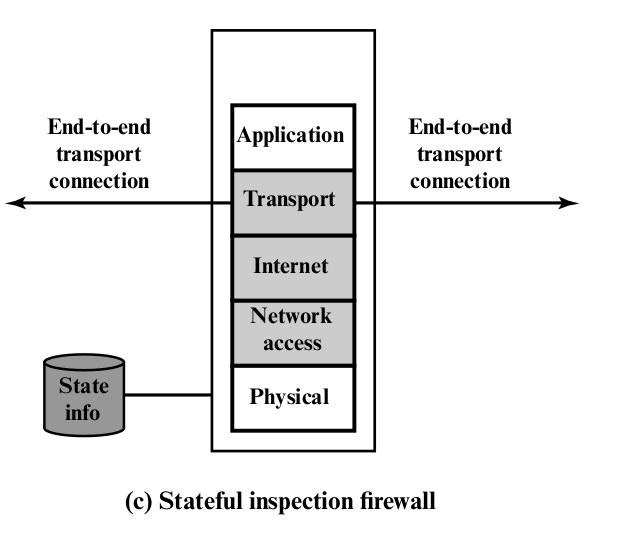 End-to-end
transport
connection
End-to-end
transport
connection
Application
Transport
Internet
Network
access
Physical
State
info
(c) Stateful inspection firewall